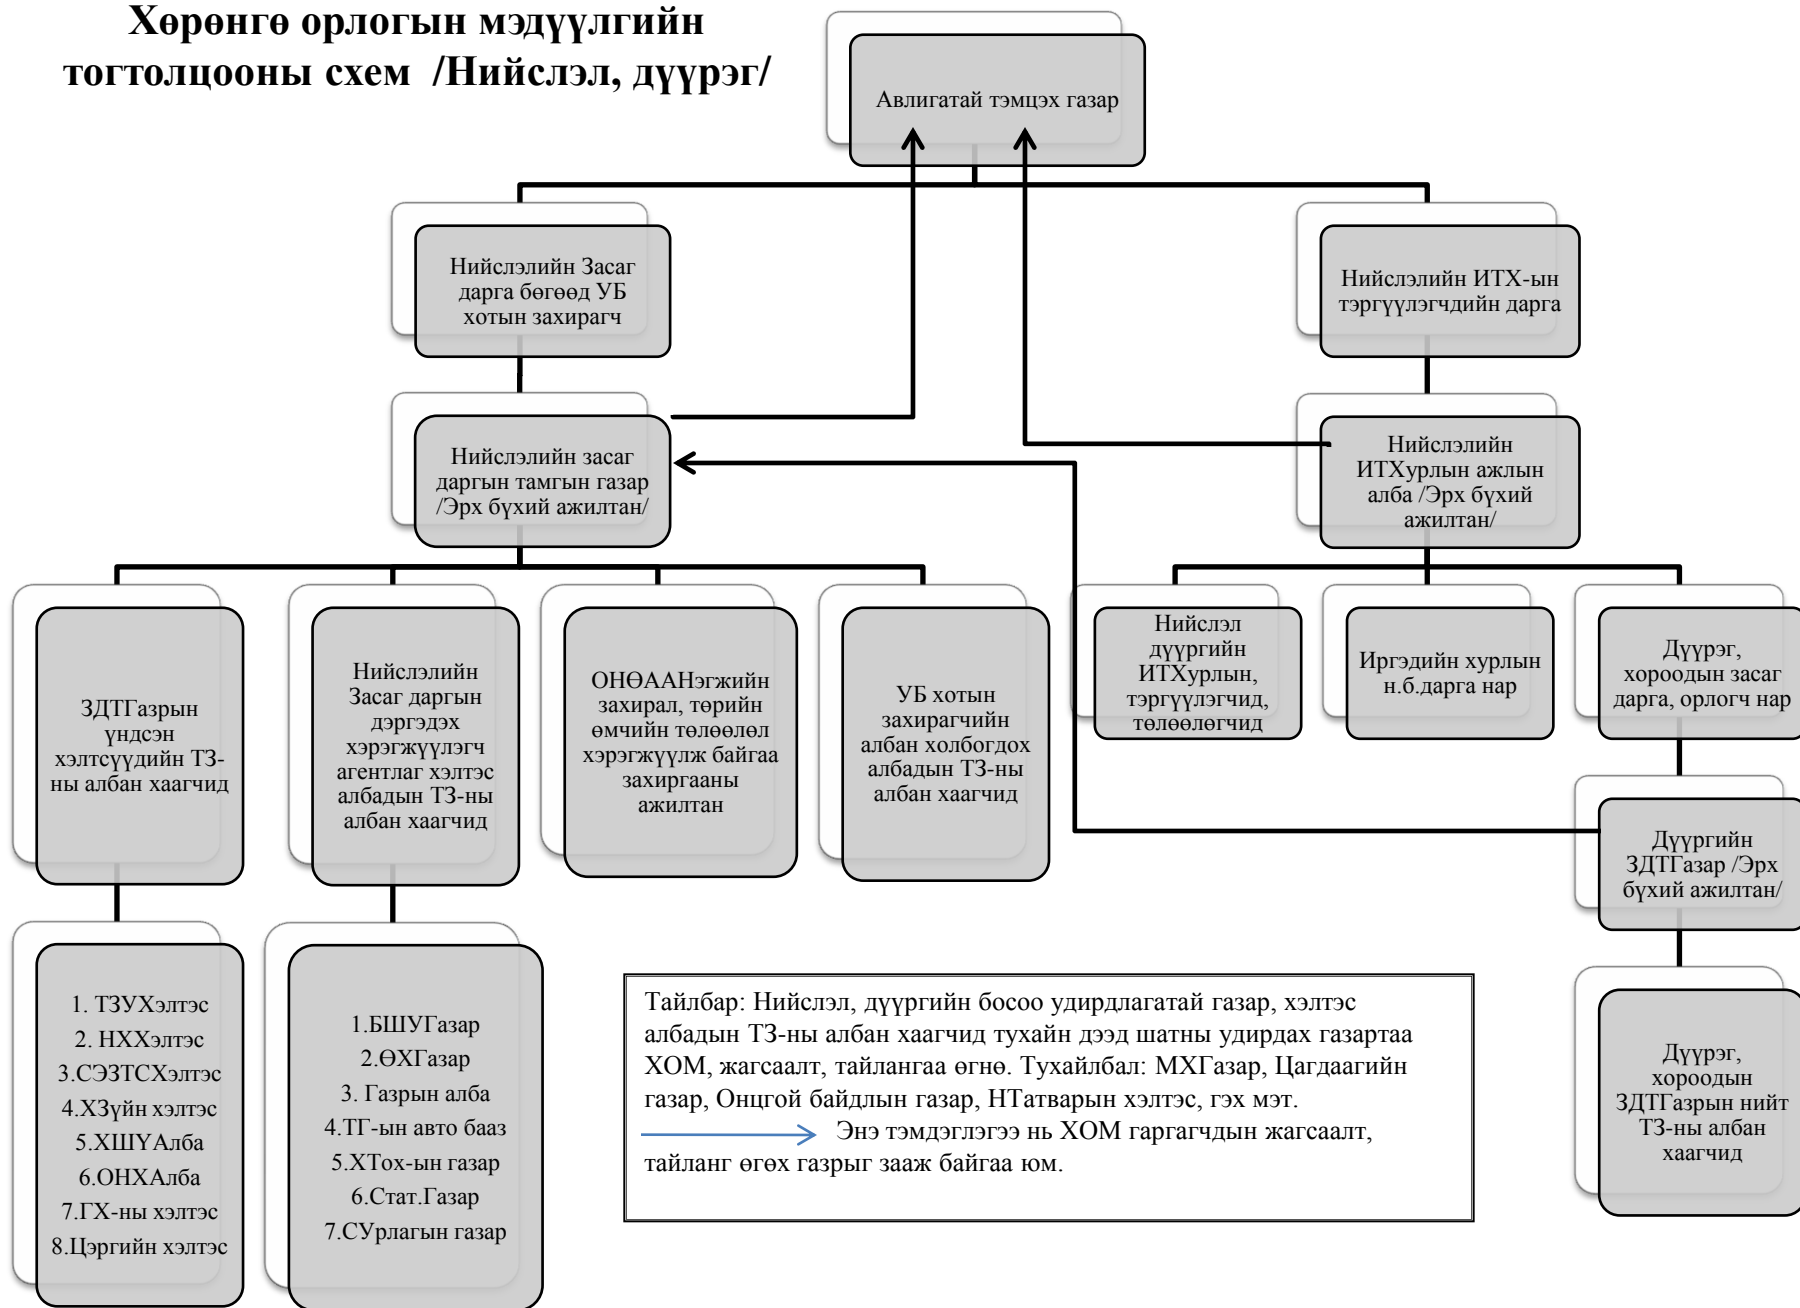 Хөрөнгө орлогын мэдүүлгийн
тогтолцооны схем /Нийслэл, дүүрэг/
Авлигатай тэмцэх газар
Нийслэлийн Засаг
дарга бөгөөд УБ
хотын захирагч
Нийслэлийн ИТХ-ын
тэргүүлэгчдийн дарга
Нийслэлийн засаг
даргын тамгын газар
/Эрх бүхий ажилтан/
Нийслэлийн
ИТХурлын ажлын
алба /Эрх бүхий
ажилтан/
ЗДТГазрын
үндсэн
хэлтсүүдийн ТЗ-
ны албан хаагчид
Нийслэлийн
Засаг даргын
дэргэдэх
хэрэгжүүлэгч
агентлаг хэлтэс
албадын ТЗ-ны
албан хаагчид
ОНӨААНэгжийн
захирал, төрийн
өмчийн төлөөлөл
хэрэгжүүлж байгаа
захиргааны
ажилтан
УБ хотын
захирагчийн
албан холбогдох
албадын ТЗ-ны
албан хаагчид
Нийслэл
дүүргийн
ИТХурлын,
тэргүүлэгчид,
төлөөлөгчид
Иргэдийн хурлын
н.б.дарга нар
Дүүрэг,
хороодын засаг
дарга, орлогч нар
Дүүргийн
ЗДТГазар /Эрх
бүхий ажилтан/
1. ТЗУХэлтэс
2. НХХэлтэс
3.СЭЗТСХэлтэс
4.ХЗүйн хэлтэс
5.ХШҮАлба
6.ОНХАлба
7.ГХ-ны хэлтэс
8.Цэргийн хэлтэс
1.БШУГазар
2.ӨХГазар
3. Газрын алба
4.ТГ-ын авто бааз
5.ХТох-ын газар
6.Стат.Газар
7.СУрлагын газар
Тайлбар: Нийслэл, дүүргийн босоо удирдлагатай газар, хэлтэс
албадын ТЗ-ны албан хаагчид тухайн дээд шатны удирдах газартаа
ХОМ, жагсаалт, тайлангаа өгнө. Тухайлбал: МХГазар, Цагдаагийн
газар, Онцгой байдлын газар, НТатварын хэлтэс, гэх мэт.
Энэ тэмдэглэгээ нь ХОМ гаргагчдын жагсаалт,
тайланг өгөх газрыг зааж байгаа юм.
Дүүрэг,
хороодын
ЗДТГазрын нийт
ТЗ-ны албан
хаагчид